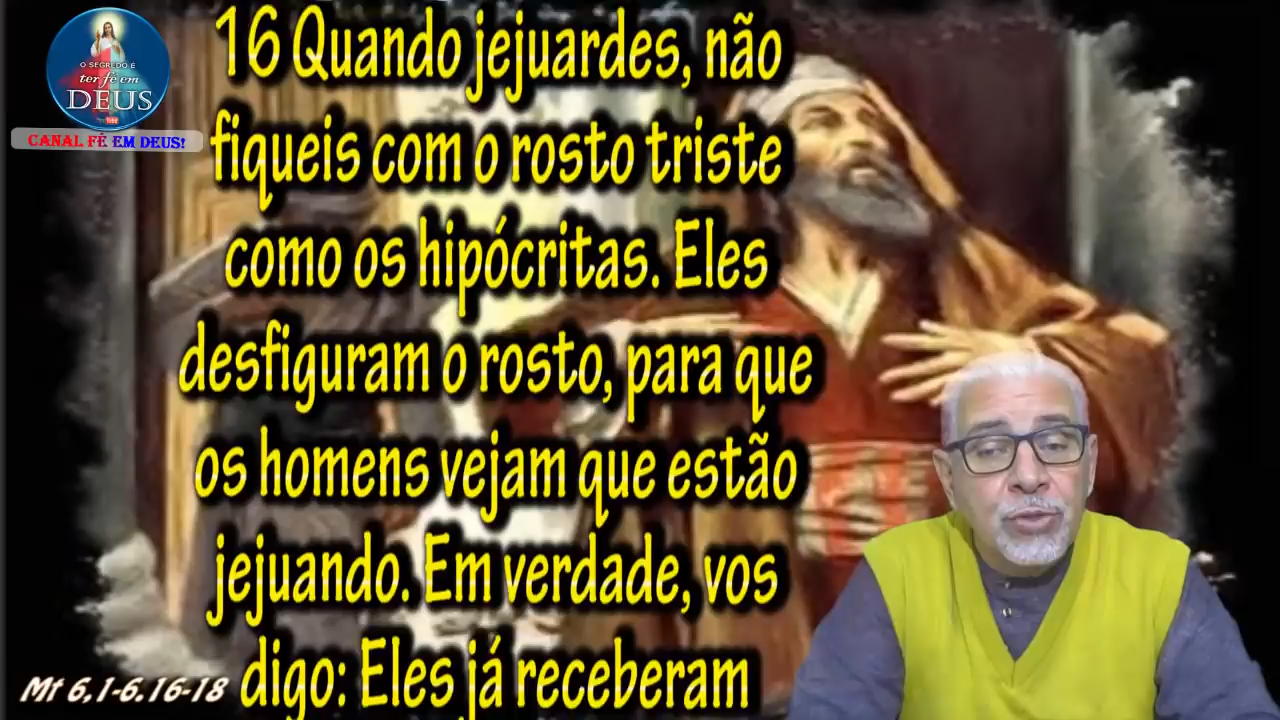 O SEGREDO É
ter fé em
DEUS
CANAL FÉ EM DEUS!
16 Quando jejuardes, não
fiqueis com o rosto triste
como os hipócritas. Eles
desfiguram o rosto, para que
os homens vejam que estão
jejuando. Em verdade, vos
digo: Eles já receberam
Mt 6,1-6.16-18